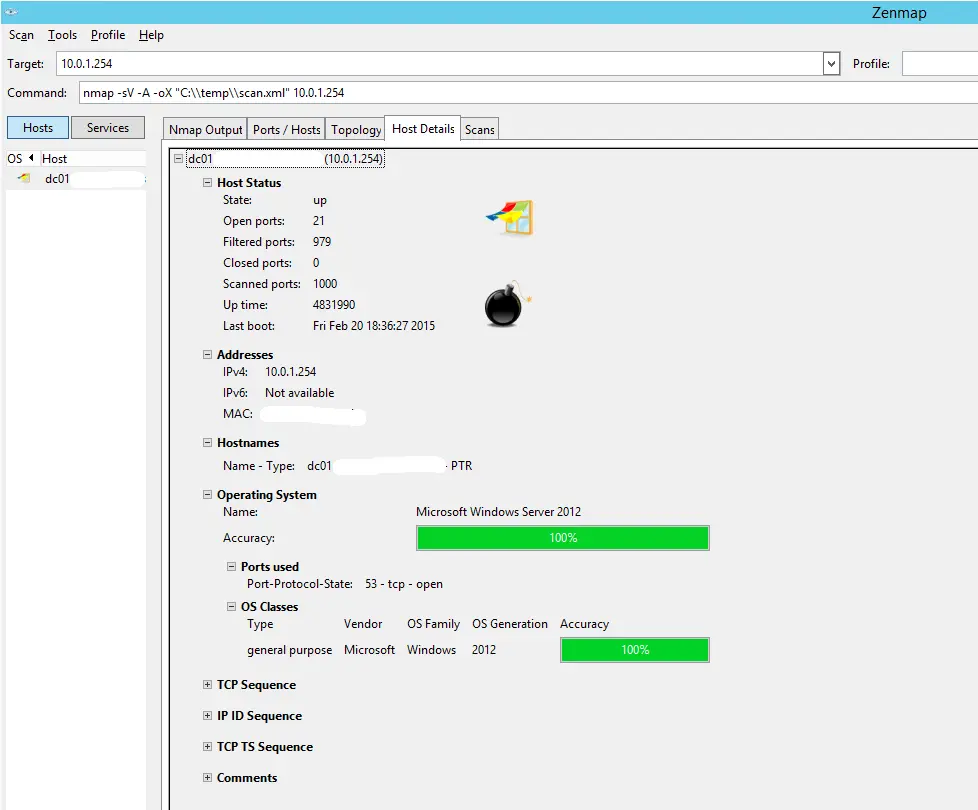 Zenmap
Scan Tools Profile Help
Target: 10.0.1.254 Profile:
Command: nmap -sV -A -oX "C:\\temp\\scan.xml" 10.0.1.254
Hosts Services
Nmap Output Ports / Hosts Topology Host Details Scans
OS Host
dc01
dc01 (10.0.1.254)
Host Status
State: up
Open ports: 21
Filtered ports: 979
Closed ports: 0
Scanned ports: 1000
Up time: 4831990
Last boot: Fri Feb 20 18:36:27 2015
Addresses
IPv4: 10.0.1.254
IPv6: Not available
MAC:
Hostnames
Name - Type: dc01 - PTR
Operating System
Name: Microsoft Windows Server 2012
Accuracy: 100%
Ports used
Port-Protocol-State: 53 - tcp - open
OS Classes
Type Vendor OS Family OS Generation Accuracy
general purpose Microsoft Windows 2012 100%
TCP Sequence
IP ID Sequence
TCP TS Sequence
Comments